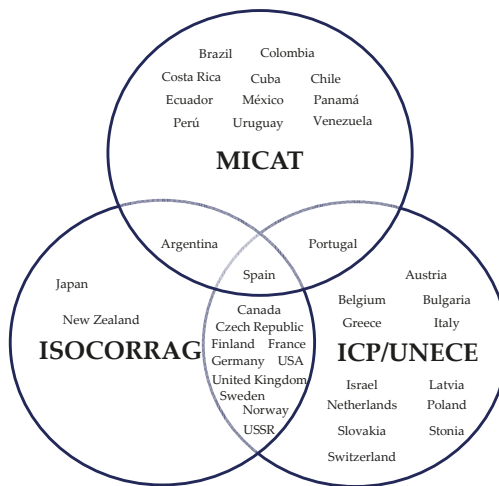 Brazil Colombia
Costa Rica Cuba Chile
Ecuador México Panamá
Perú Uruguay Venezuela
MICAT
Argentina Portugal
Spain
Japan
New Zealand
ISOCORRAG
Canada
Czech Republic
Finland France
Germany USA
United Kingdom
Sweden
Norway
USSR
Austria
Belgium Bulgaria
Greece Italy
ICP/UNECE
Israel Latvia
Netherlands Poland
Slovakia Stonia
Switzerland